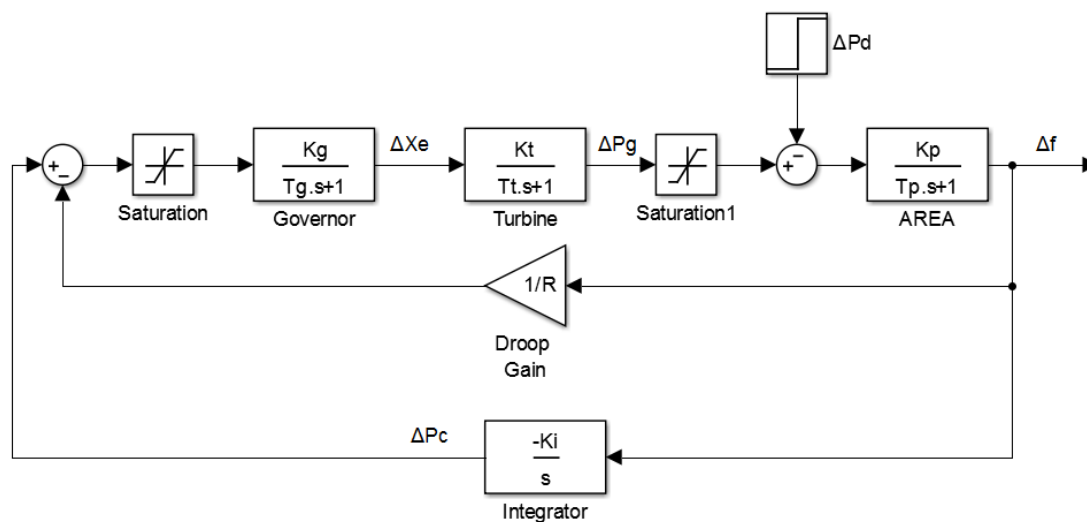 ΔPd
+
−
Saturation
Kg
Tg.s+1
Governor
ΔXe
Kt
Tt.s+1
Turbine
ΔPg
Saturation1
+
−
Kp
Tp.s+1
AREA
Δf
1/R
Droop
Gain
ΔPc
-Ki
s
Integrator